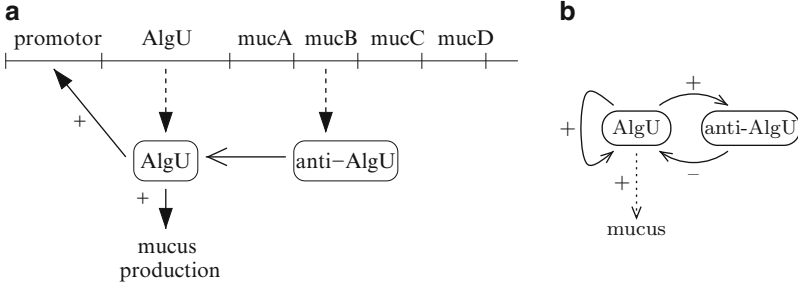 a
promotor AlgU mucA mucB mucC mucD
+
AlgU
anti−AlgU
+
mucus
production
b
+
+
AlgU
anti-AlgU
+
−
mucus